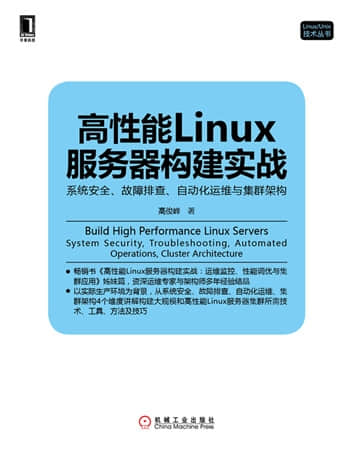 华章科技
Linux/Unix
技术丛书
高性能Linux
服务器构建实战
系统安全、故障排查、自动化运维与集群架构
高俊峰 著
Build High Performance Linux Servers
System Security, Troubleshooting, Automated
Operations, Cluster Architecture
畅销书《高性能Linux服务器构建实战:运维监控、性能调优与集
群应用》姊妹篇,资深运维专家与架构师多年经验结晶
以实际生产环境为背景,从系统安全、故障排查、自动化运维、集
群架构4个维度讲解构建大规模和高性能Linux服务器集群所需技
术、工具、方法及技巧
机械工业出版社
China Machine Press